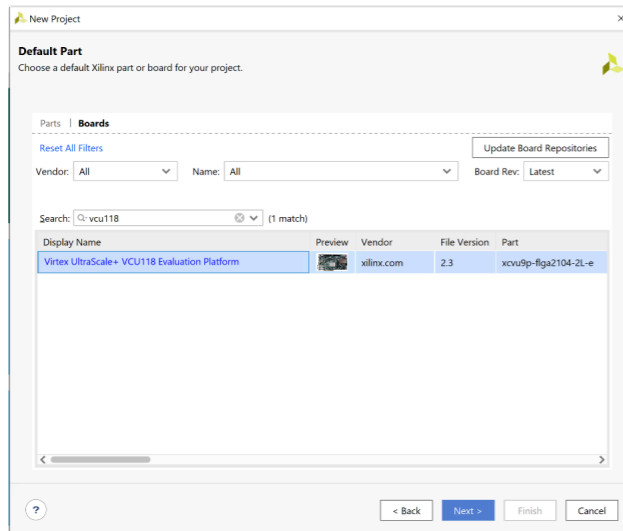 New Project
Default Part
Choose a default Xilinx part or board for your project.
Parts | Boards
Reset All Filters
Update Board Repositories
Vendor: All Name: All Board Rev: Latest
Search: vcu118 (1 match)
Display Name Preview Vendor File Version Part
Virtex UltraScale+ VCU118 Evaluation Platform xilinx.com 2.3 xcvu9p-flga2104-2L-e
? < Back Next > Finish Cancel